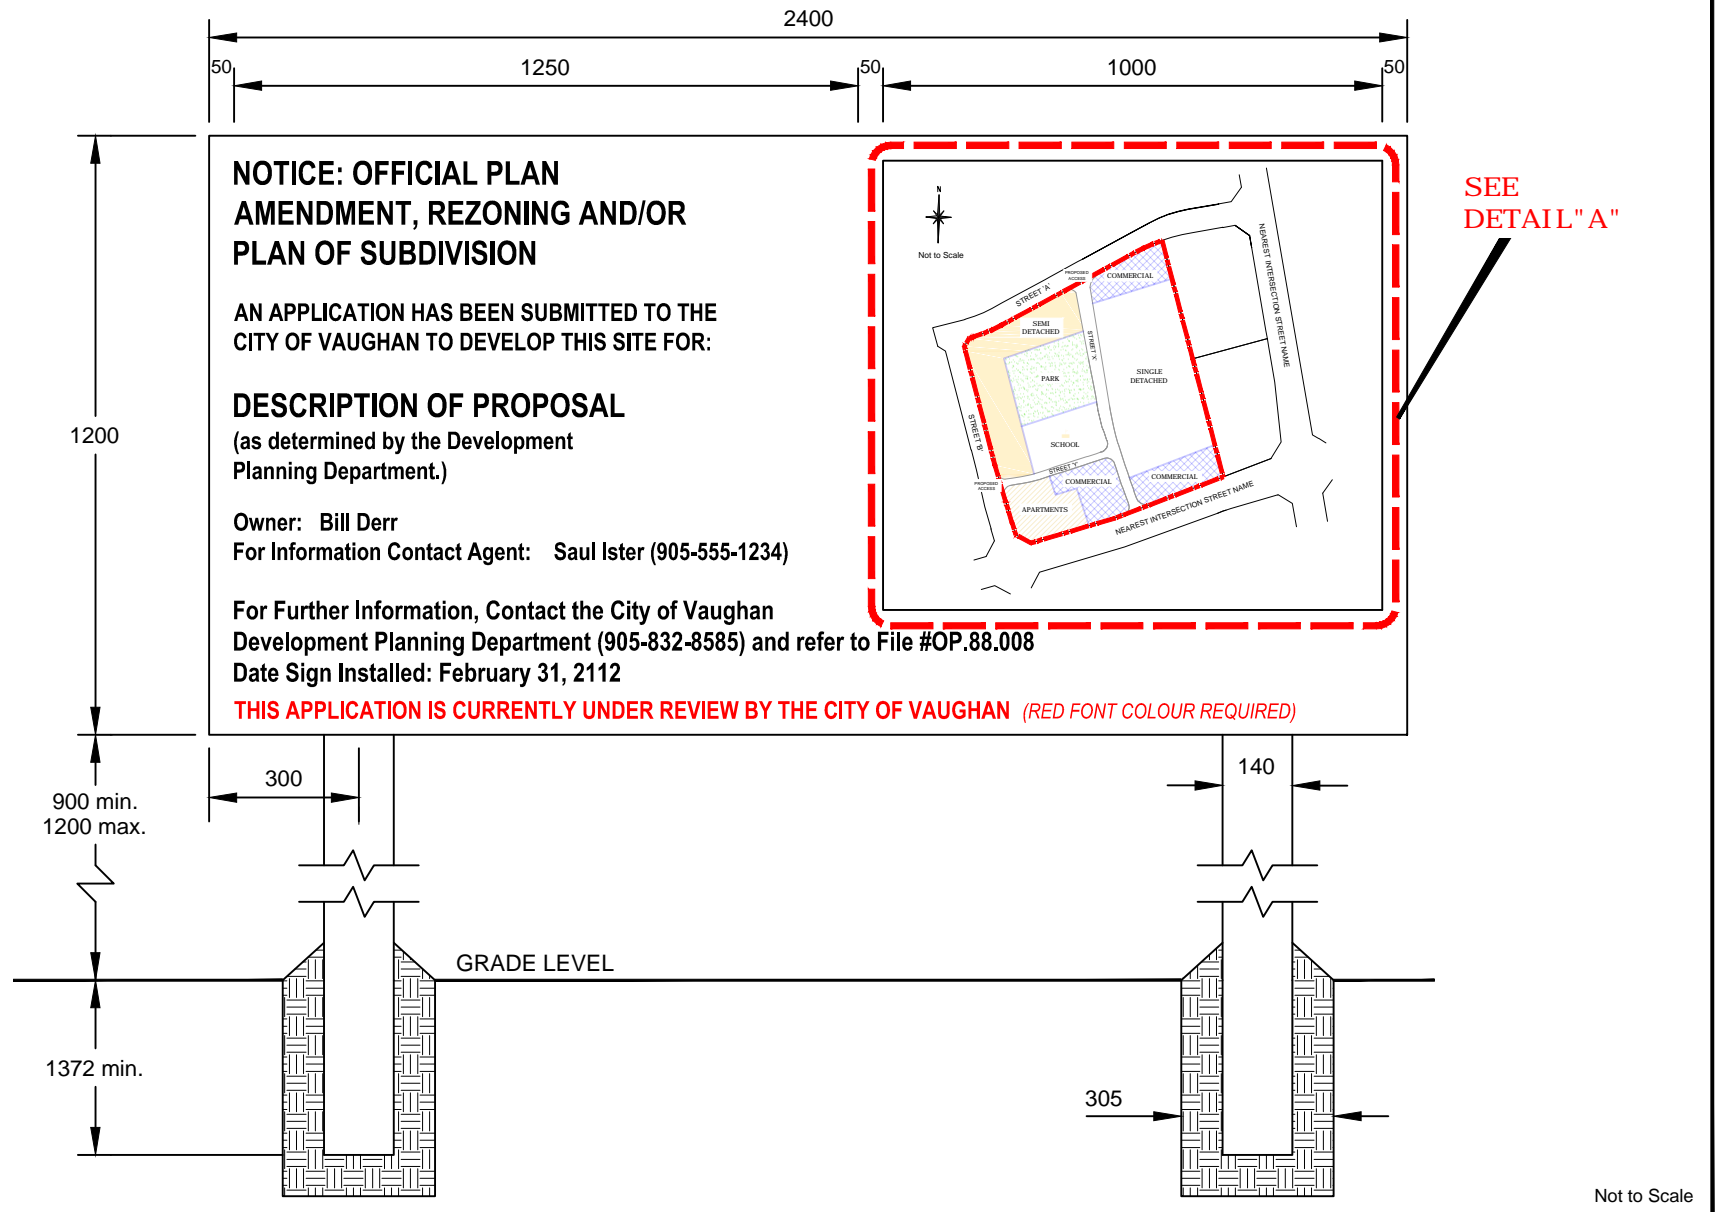 2400
50
1250
50
1000
50
NOTICE: OFFICIAL PLAN
AMENDMENT, REZONING AND/OR
PLAN OF SUBDIVISION
AN APPLICATION HAS BEEN SUBMITTED TO THE
CITY OF VAUGHAN TO DEVELOP THIS SITE FOR:
DESCRIPTION OF PROPOSAL
(as determined by the Development
Planning Department.)
Owner: Bill Derr
For Information Contact Agent: Saul Ister (905-555-1234)
For Further Information, Contact the City of Vaughan
Development Planning Department (905-832-8585) and refer to File #OP.88.008
Date Sign Installed: February 31, 2112
THIS APPLICATION IS CURRENTLY UNDER REVIEW BY THE CITY OF VAUGHAN (RED FONT COLOUR REQUIRED)
N
Not to Scale
STREET 'A'
PROPOSED
ACCESS
COMMERCIAL
NEAREST INTERSECTION STREET NAME
SEMI
DETACHED
STREET 'X'
PARK
SINGLE
DETACHED
STREET 'B'
SCHOOL
STREET 'Y'
PROPOSED
ACCESS
COMMERCIAL
COMMERCIAL
APARTMENTS
NEAREST INTERSECTION STREET NAME
SEE
DETAIL"A"
1200
300
140
900 min.
1200 max.
GRADE LEVEL
1372 min.
305
Not to Scale